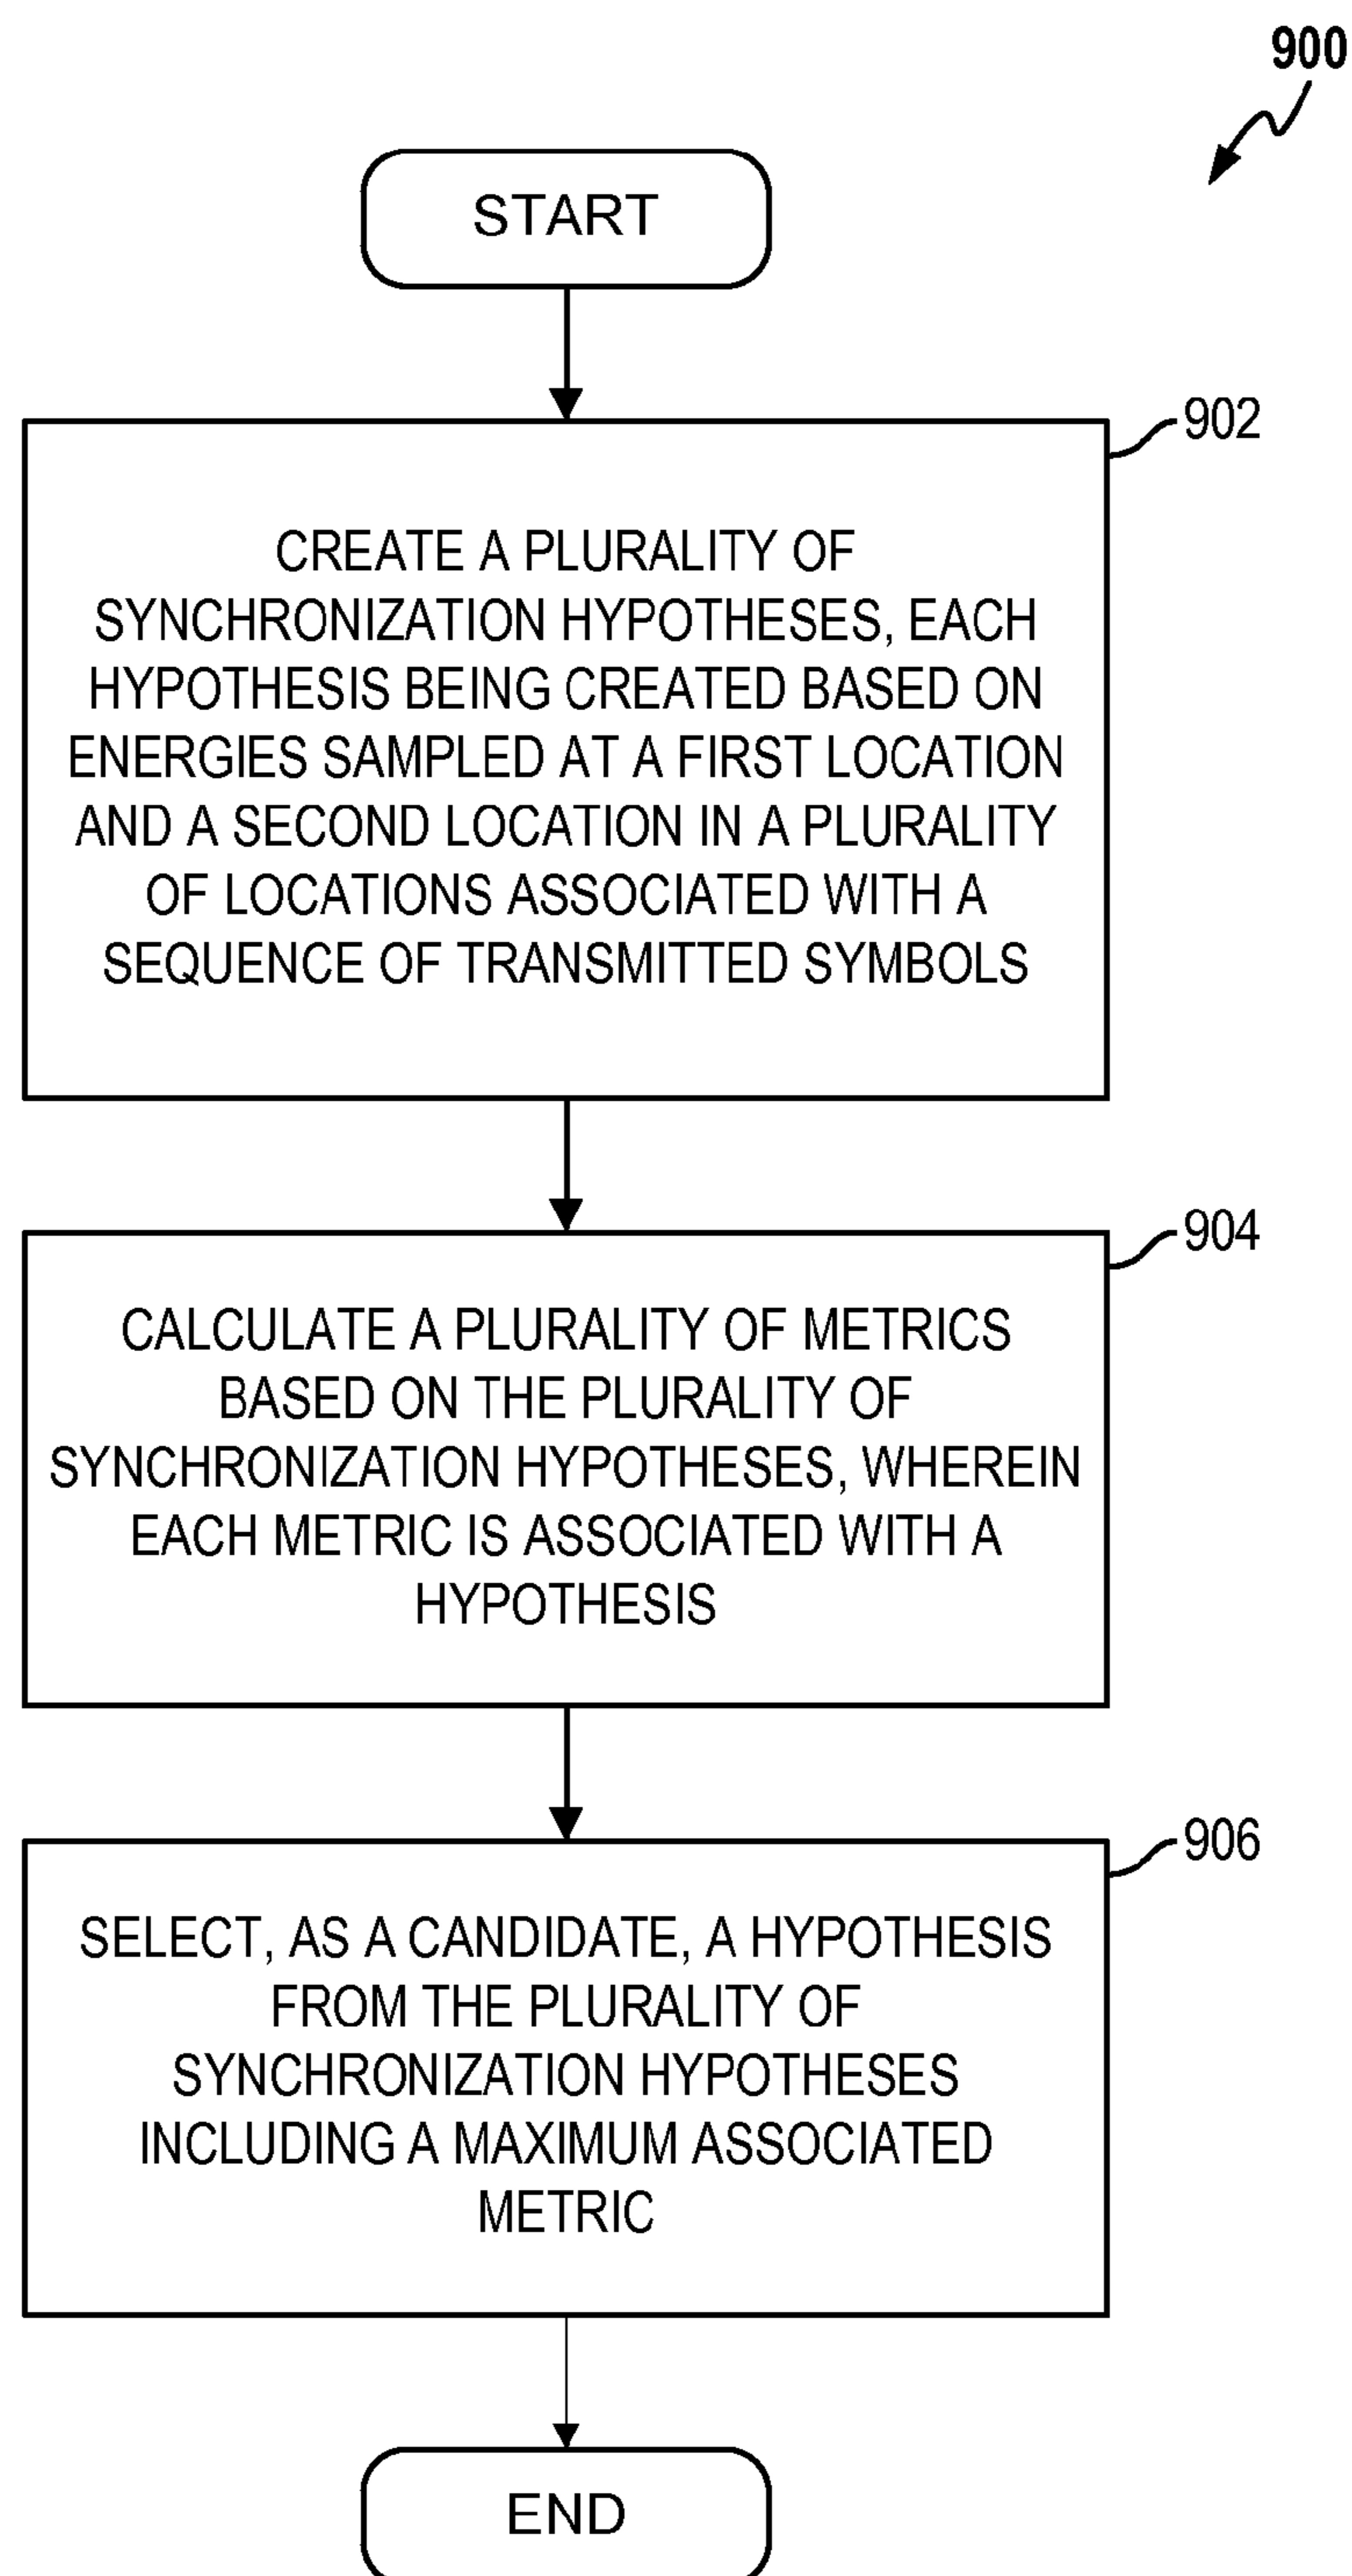 900
START
902
CREATE A PLURALITY OF
SYNCHRONIZATION HYPOTHESES, EACH
HYPOTHESIS BEING CREATED BASED ON
ENERGIES SAMPLED AT A FIRST LOCATION
AND A SECOND LOCATION IN A PLURALITY
OF LOCATIONS ASSOCIATED WITH A
SEQUENCE OF TRANSMITTED SYMBOLS
904
CALCULATE A PLURALITY OF METRICS
BASED ON THE PLURALITY OF
SYNCHRONIZATION HYPOTHESES, WHEREIN
EACH METRIC IS ASSOCIATED WITH A
HYPOTHESIS
906
SELECT, AS A CANDIDATE, A HYPOTHESIS
FROM THE PLURALITY OF
SYNCHRONIZATION HYPOTHESES
INCLUDING A MAXIMUM ASSOCIATED
METRIC
END